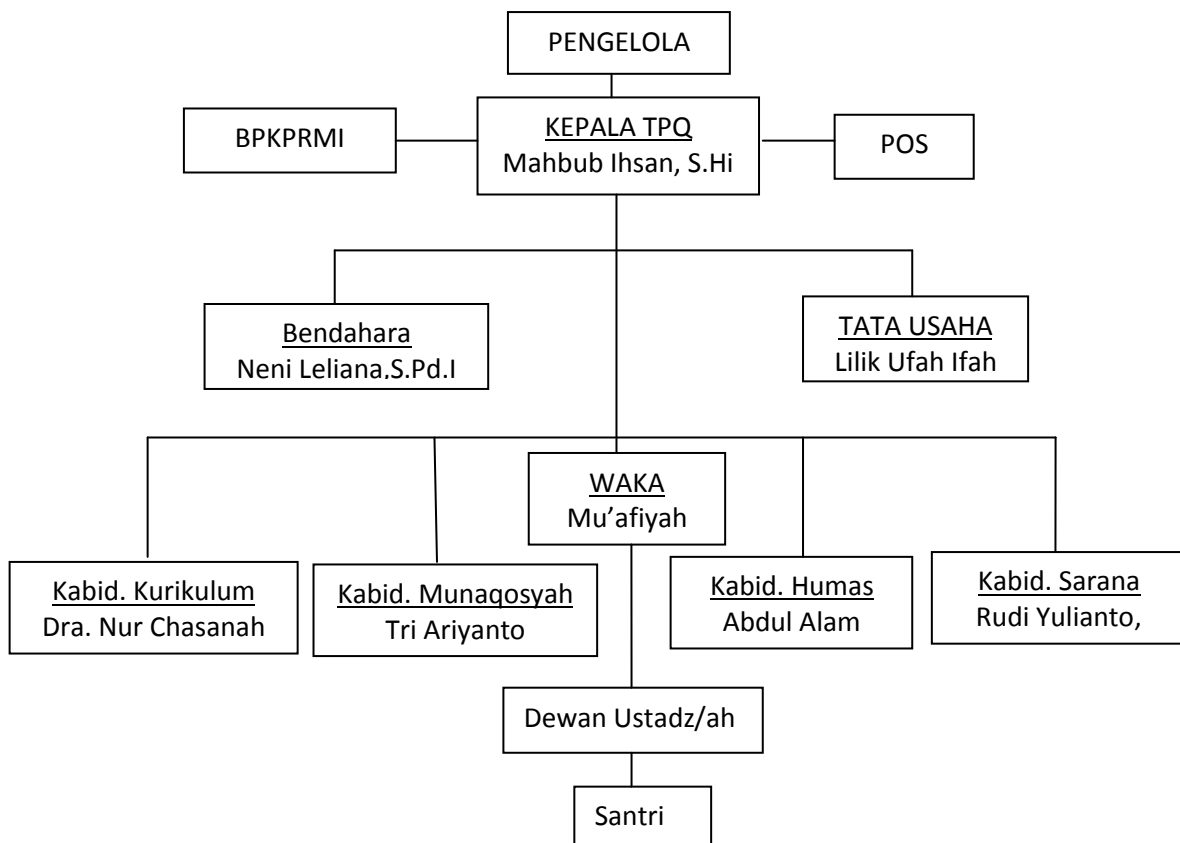 PENGELOLA
BPKPRMI
KEPALA TPQ
Mahbub Ihsan, S.Hi
POS
Bendahara
Neni Leliana,S.Pd.I
TATA USAHA
Lilik Ufah Ifah
WAKA
Mu’afiyah
Kabid. Kurikulum
Dra. Nur Chasanah
Kabid. Munaqosyah
Tri Ariyanto
Kabid. Humas
Abdul Alam
Kabid. Sarana
Rudi Yulianto,
Dewan Ustadz/ah
Santri